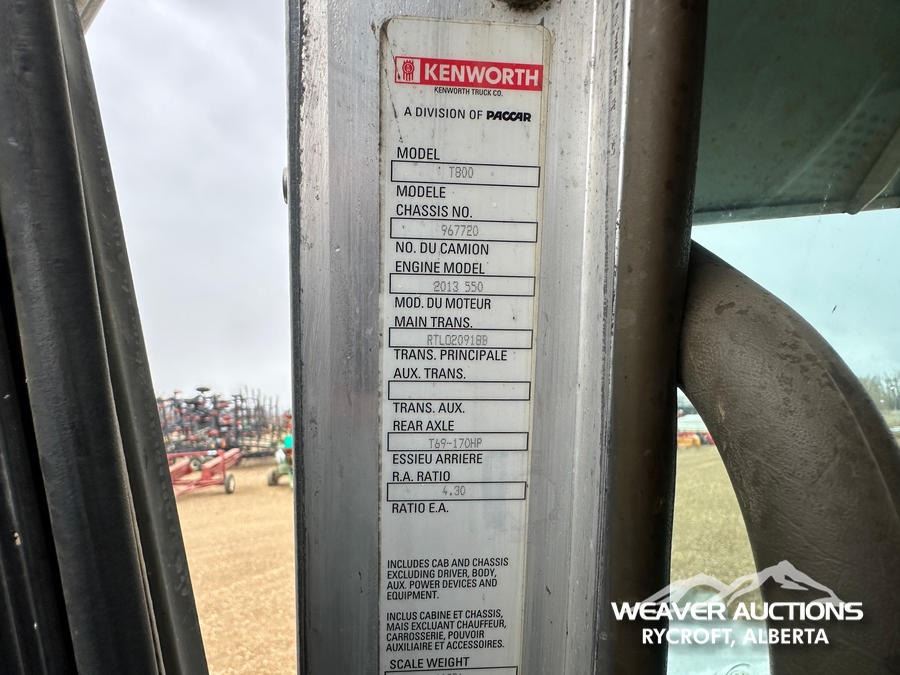 KENWORTH
KENWORTH TRUCK CO.
A DIVISION OF PACCAR
MODEL
T800
MODELE
CHASSIS NO.
967720
NO. DU CAMION
ENGINE MODEL
2013 550
MOD. DU MOTEUR
MAIN TRANS.
RTLO20918B
TRANS. PRINCIPALE
AUX. TRANS.
TRANS. AUX.
REAR AXLE
T69-170HP
ESSIEU ARRIERE
R.A. RATIO
4.30
RATIO E.A.
INCLUDES CAB AND CHASSIS
EXCLUDING DRIVER, BODY,
AUX. POWER DEVICES AND
EQUIPMENT.
INCLUS CABINE ET CHASSIS,
MAIS EXCLUANT CHAUFFEUR,
CARROSSERIE, POUVOIR
AUXILIAIRE ET ACCESSOIRES.
SCALE WEIGHT
WEAVER AUCTIONS
RYCROFT, ALBERTA